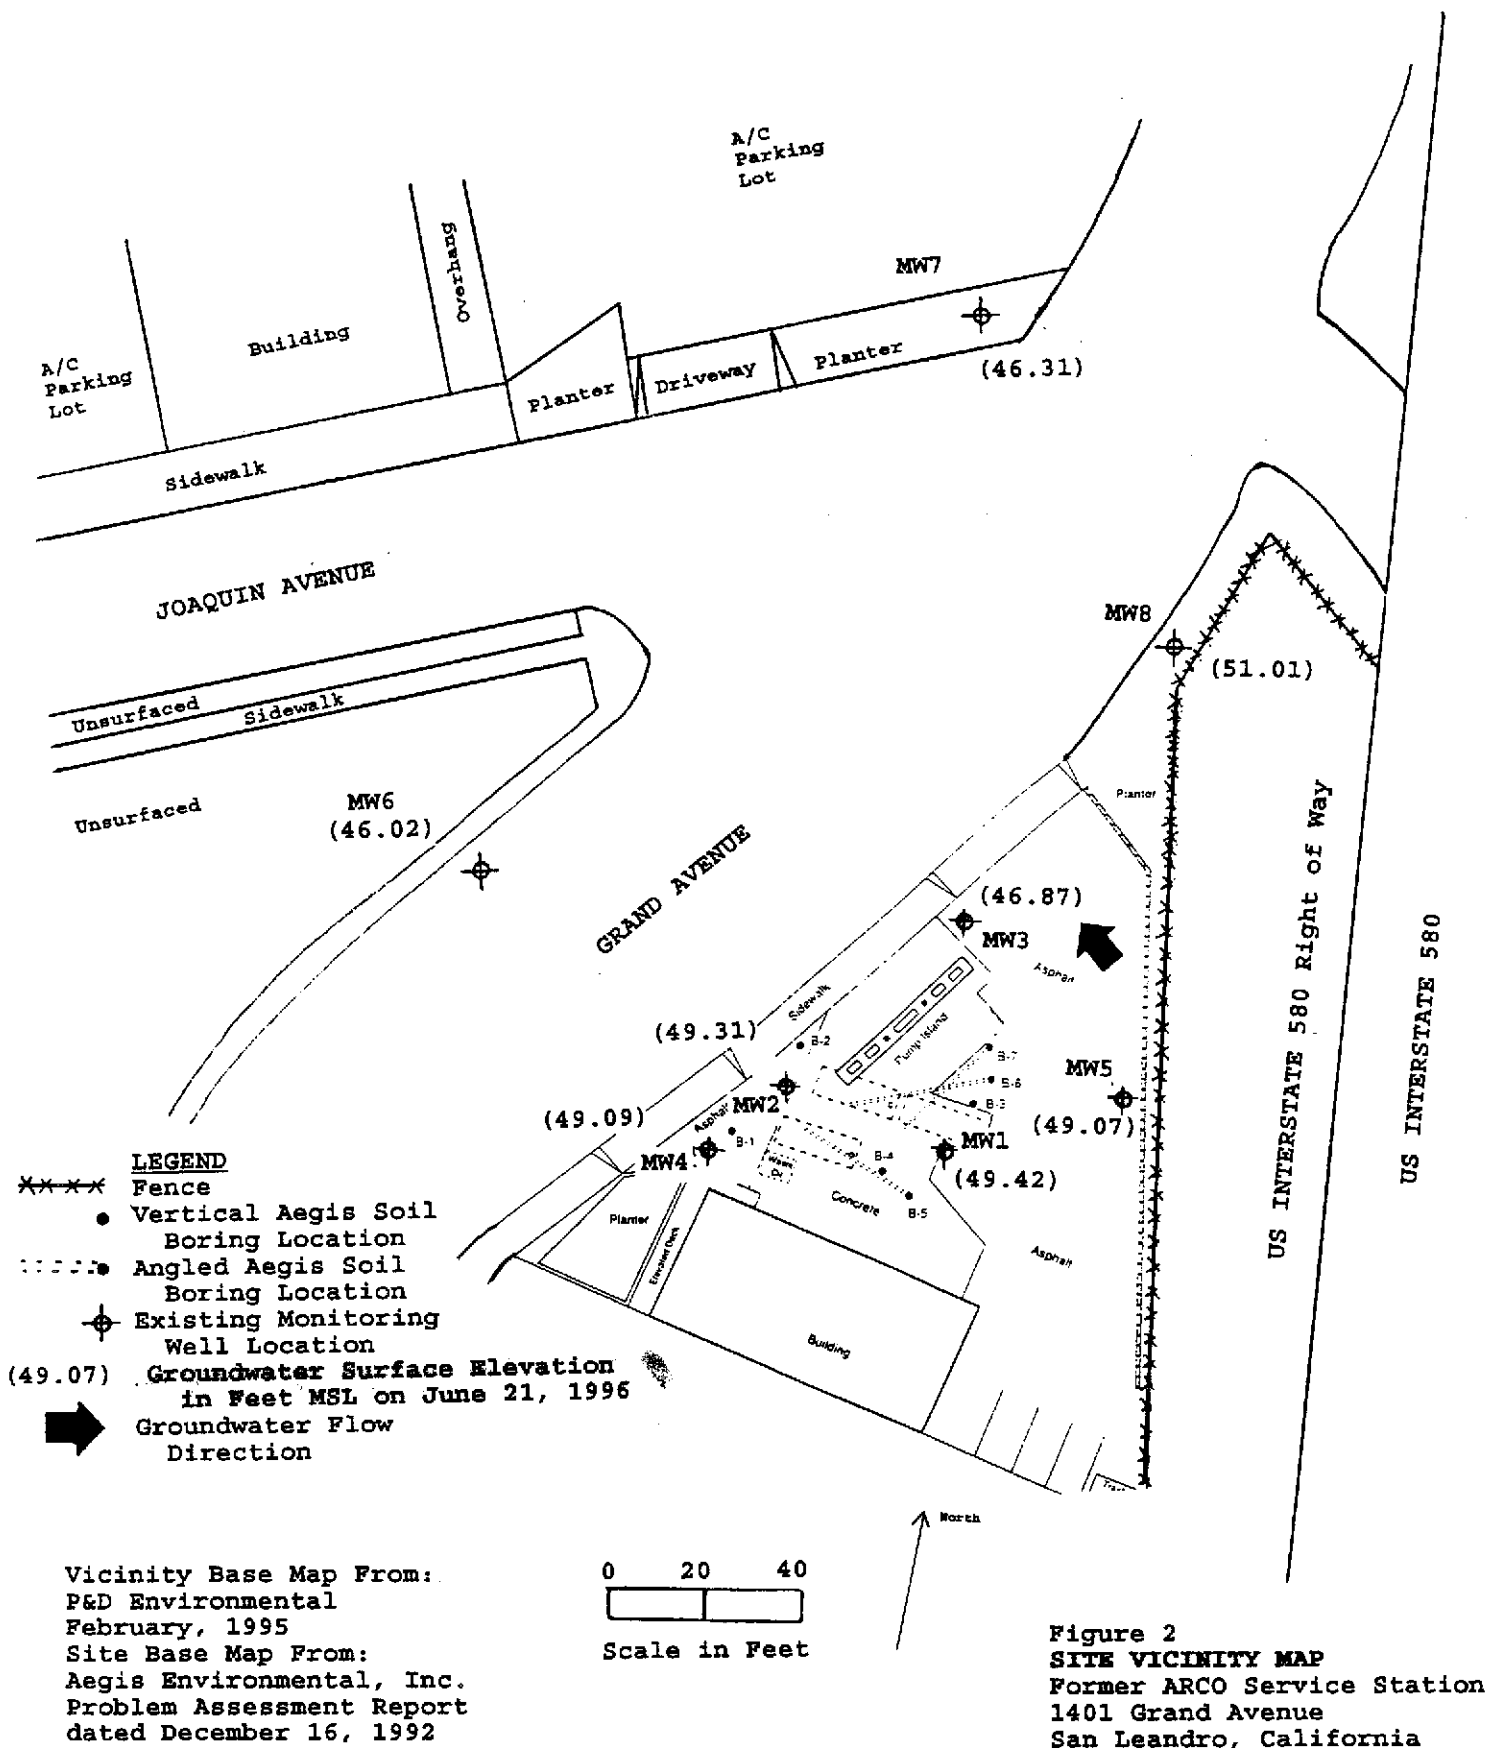 A/C
Parking
Lot
MW7
Overhang
Building
A/C
Parking
Lot
Planter
Driveway
Planter
(46.31)
Sidewalk
JOAQUIN AVENUE
MW8
(51.01)
Unsurfaced
Sidewalk
Unsurfaced
MW6
(46.02)
Planter
GRAND AVENUE
(46.87)
MW3
Asphalt
Sidewalk
Pump Island
US INTERSTATE 580 Right of Way
US INTERSTATE 580
(49.31)
B-2
B-7
B-6
B-3
MW5
(49.07)
MW2
(49.09)
Asphalt
B-1
MW4
MW1
(49.42)
B-4
B-5
Concrete
Planter
Elevated Deck
Asphalt
Building
LEGEND
Fence
Vertical Aegis Soil
Boring Location
Angled Aegis Soil
Boring Location
Existing Monitoring
Well Location
(49.07) Groundwater Surface Elevation
in Feet MSL on June 21, 1996
Groundwater Flow
Direction
North
0 20 40
Scale in Feet
Vicinity Base Map From:
P&D Environmental
February, 1995
Site Base Map From:
Aegis Environmental, Inc.
Problem Assessment Report
dated December 16, 1992
Figure 2
SITE VICINITY MAP
Former ARCO Service Station
1401 Grand Avenue
San Leandro, California